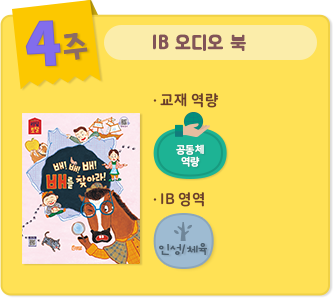 4주
IB 오디오 북
· 교재 역량
배! 배! 배!
배를 찾아라!
공동체
역량
· IB 영역
인성/체육